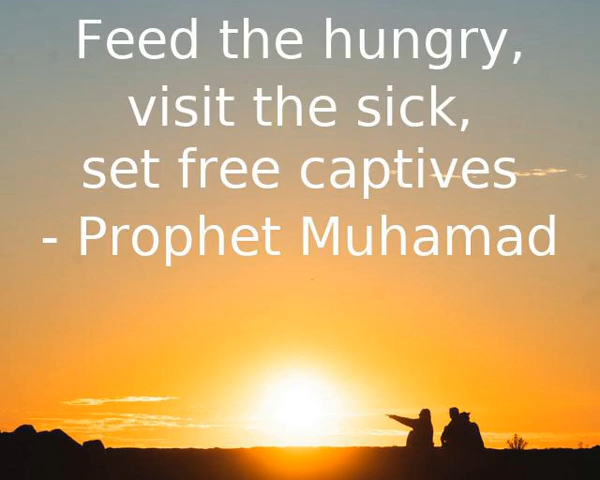 Feed the hungry,
visit the sick,
set free captives
- Prophet Muhamad